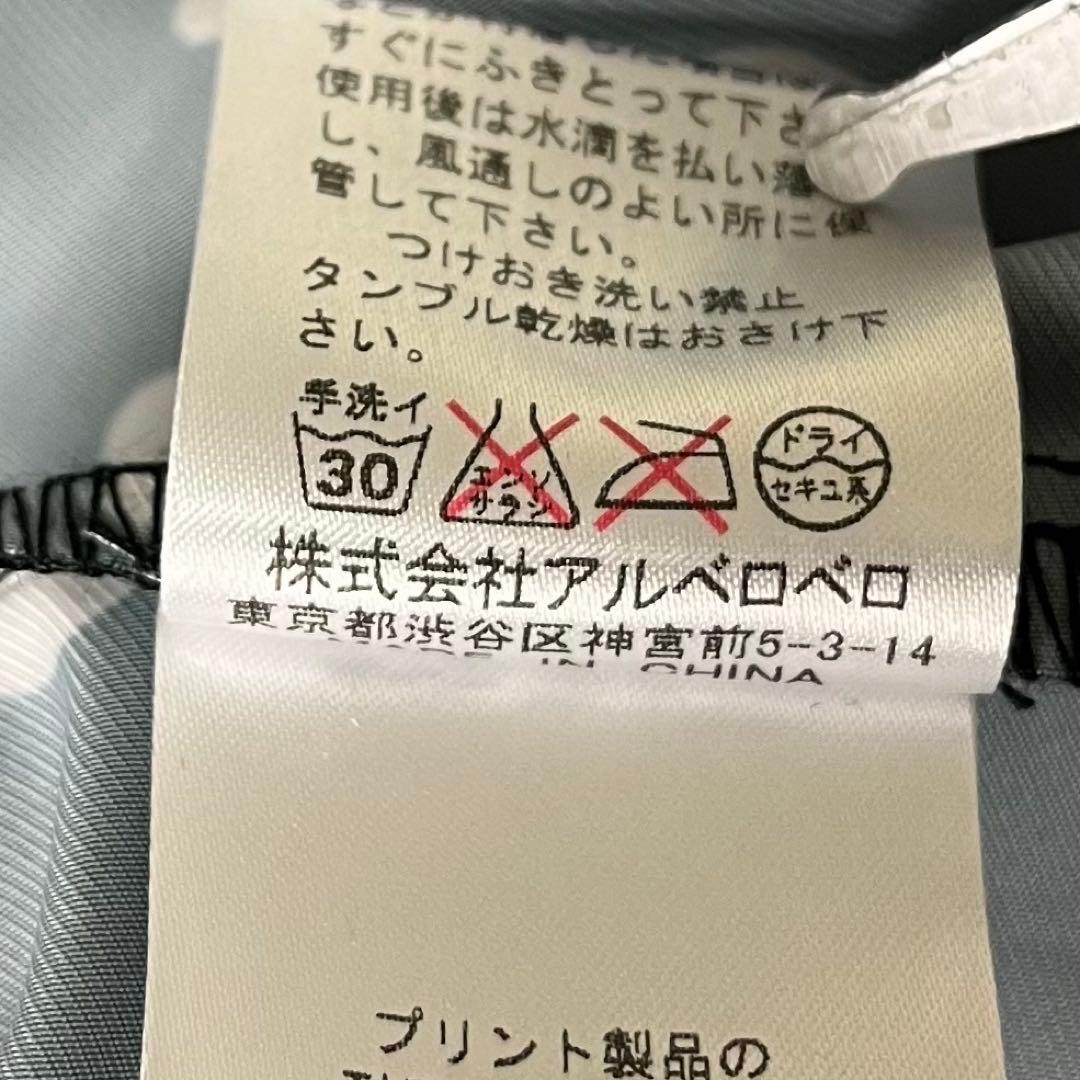 すぐにふきとって下さ
使用後は水滴を払い
し、風通しのよい所に保
管して下さい。
つけおき洗い禁止
タンブル乾燥はおさけ下
さい。
手洗イ
30
エンソ
サラシ
ドライ
セキユ系
株式会社アルベロベロ
東京都渋谷区神宮前5-3-14
IN CHINA
プリント製品の